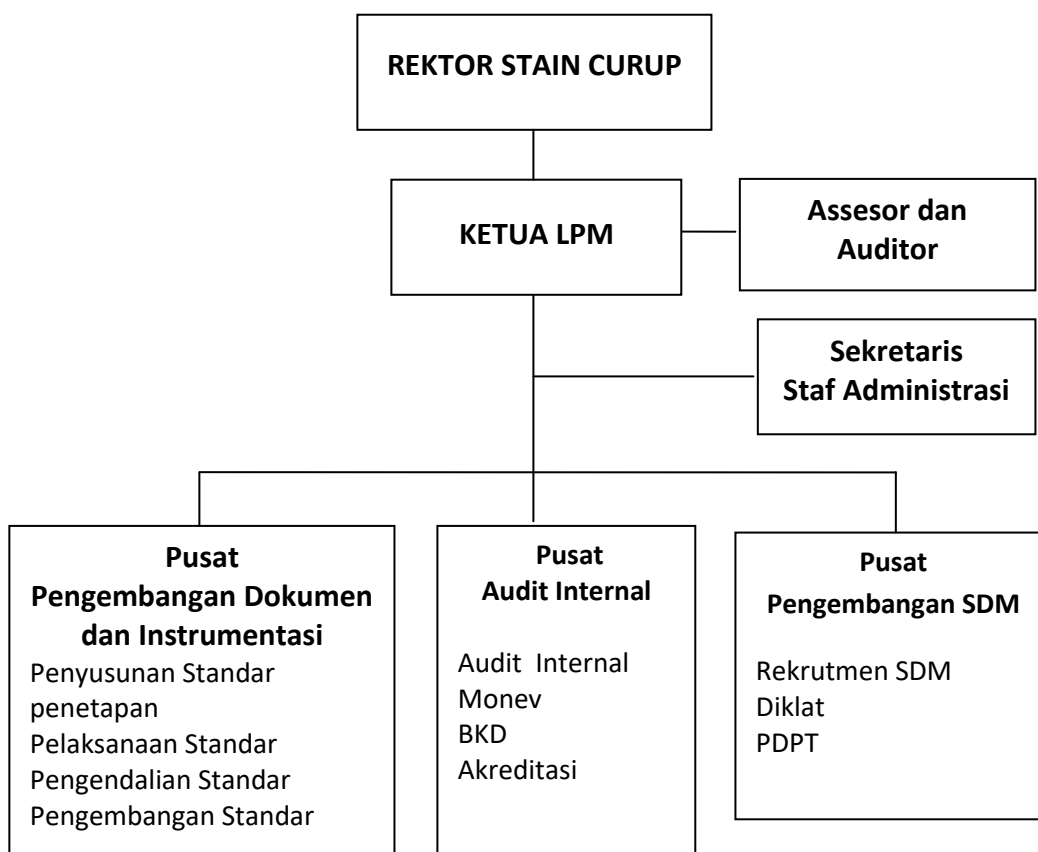 REKTOR STAIN CURUP
KETUA LPM
Assesor dan
Auditor
Sekretaris
Staf Administrasi
Pusat
Pengembangan Dokumen
dan Instrumentasi
Penyusunan Standar
penetapan
Pelaksanaan Standar
Pengendalian Standar
Pengembangan Standar
Pusat
Audit Internal
Audit  Internal
Monev
BKD
Akreditasi
Pusat
Pengembangan SDM
Rekrutmen SDM
Diklat
PDPT